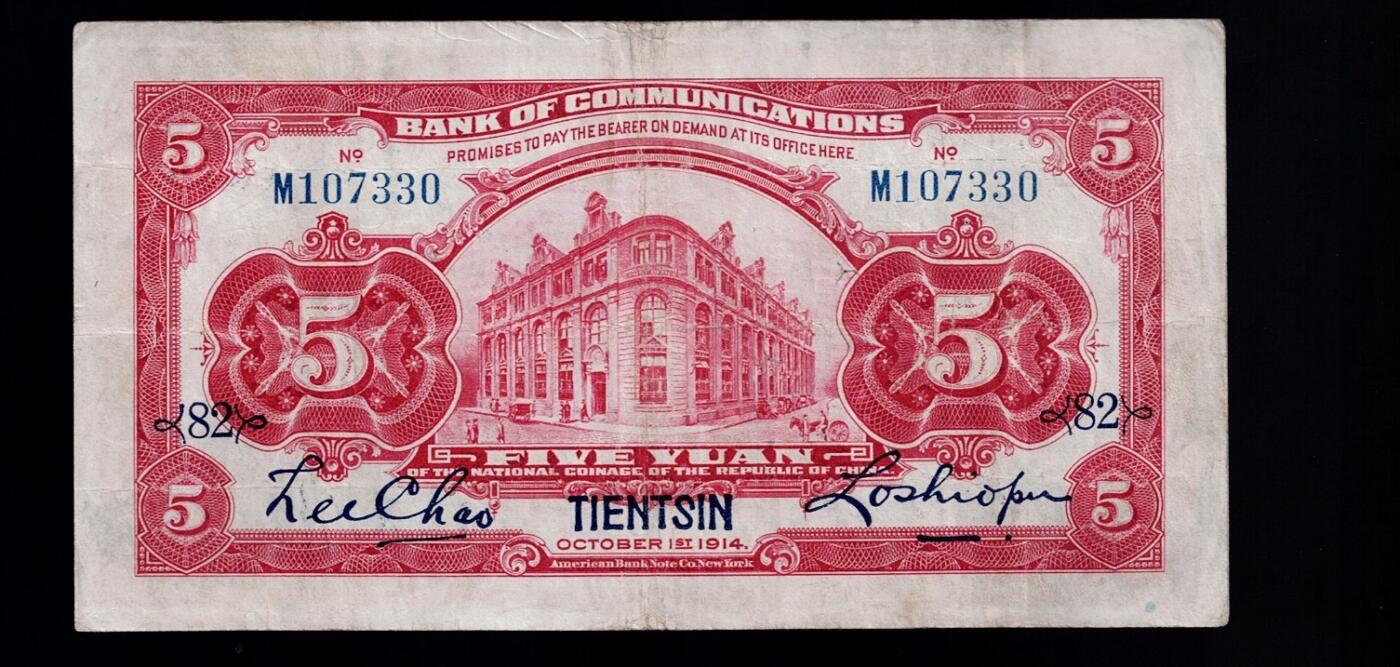 BANK OF COMMUNICATIONS
PROMISES TO PAY THE BEARER ON DEMAND AT ITS OFFICE HERE
5 5
Nº Nº
M107330 M107330
5 5
82 82
FIVE YUAN
OF THE NATIONAL COINAGE OF THE REPUBLIC OF CHINA.
5 5
Lee Chao TIENTSIN
OCTOBER 1ST 1914.
American Bank Note Co. New York